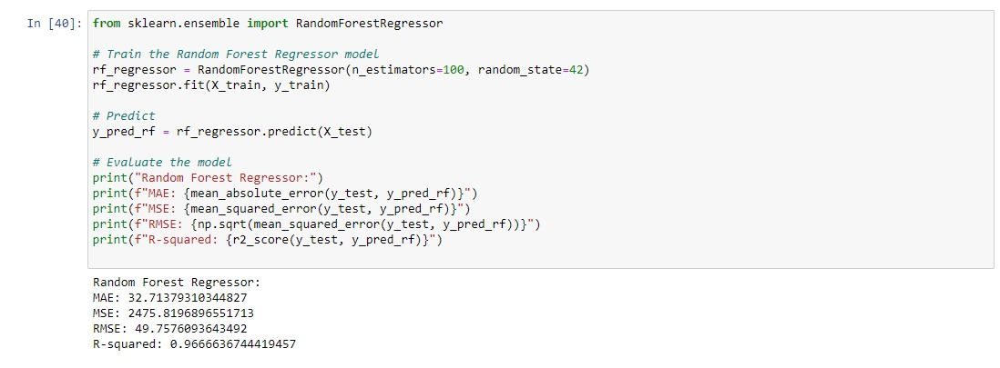 In [40]: from sklearn.ensemble import RandomForestRegressor
# Train the Random Forest Regressor model
rf_regressor = RandomForestRegressor(n_estimators=100, random_state=42)
rf_regressor.fit(X_train, y_train)
# Predict
y_pred_rf = rf_regressor.predict(X_test)
# Evaluate the model
print("Random Forest Regressor:")
print(f"MAE: {mean_absolute_error(y_test, y_pred_rf)}")
print(f"MSE: {mean_squared_error(y_test, y_pred_rf)}")
print(f"RMSE: {np.sqrt(mean_squared_error(y_test, y_pred_rf))}")
print(f"R-squared: {r2_score(y_test, y_pred_rf)}")
Random Forest Regressor:
MAE: 32.71379310344827
MSE: 2475.8196896551713
RMSE: 49.7576093643492
R-squared: 0.9666636744419457